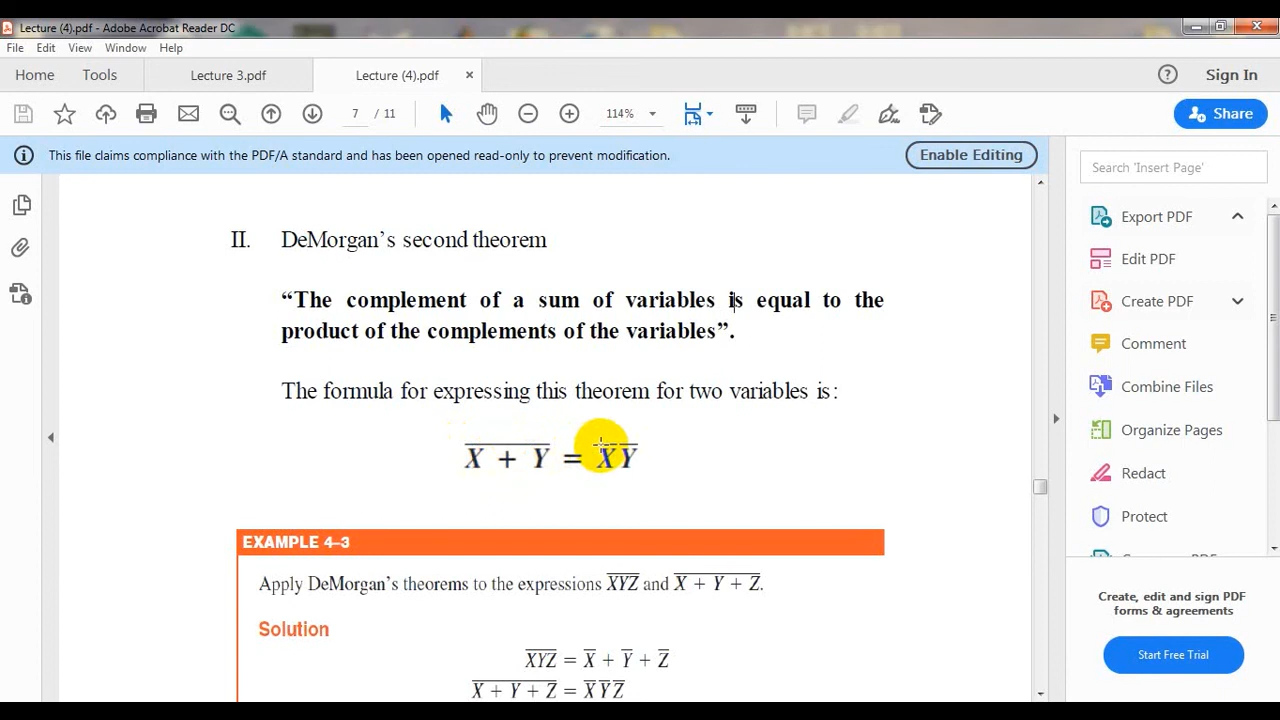 Lecture (4).pdf - Adobe Acrobat Reader DC
File Edit View Window Help
Home Tools Lecture 3.pdf Lecture (4).pdf × ? Sign In
7 / 11 114% Share
This file claims compliance with the PDF/A standard and has been opened read-only to prevent modification. Enable Editing
Search 'Insert Page'
Export PDF
Edit PDF
Create PDF
Comment
Combine Files
Organize Pages
Redact
Protect
Create, edit and sign PDF
forms & agreements
Start Free Trial
II. DeMorgan’s second theorem
“The complement of a sum of variables is equal to the
product of the complements of the variables”.
The formula for expressing this theorem for two variables is:
X̅ ̅+̅ ̅Y̅ = X̅Y̅
EXAMPLE 4–3
Apply DeMorgan’s theorems to the expressions X̅Y̅Z̅ and X̅ ̅+̅ ̅Y̅ ̅+̅ ̅Z̅.
Solution
X̅Y̅Z̅ = X̅ + Y̅ + Z̅
X̅ ̅+̅ ̅Y̅ ̅+̅ ̅Z̅ = X̅ Y̅ Z̅